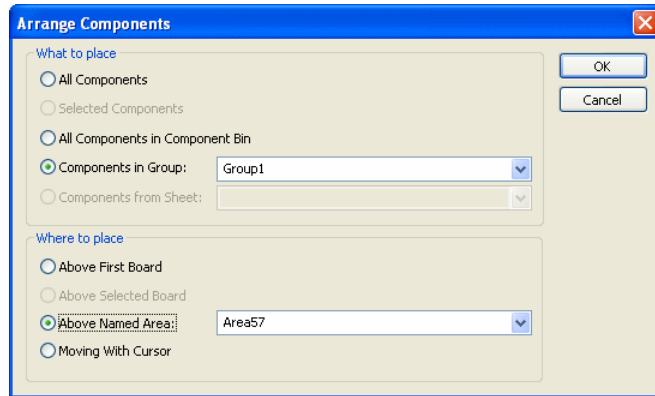 Arrange Components
What to place
OK
All Components
Selected Components
Cancel
All Components in Component Bin
Components in Group: Group1
Components from Sheet:
Where to place
Above First Board
Above Selected Board
Above Named Area: Area57
Moving With Cursor